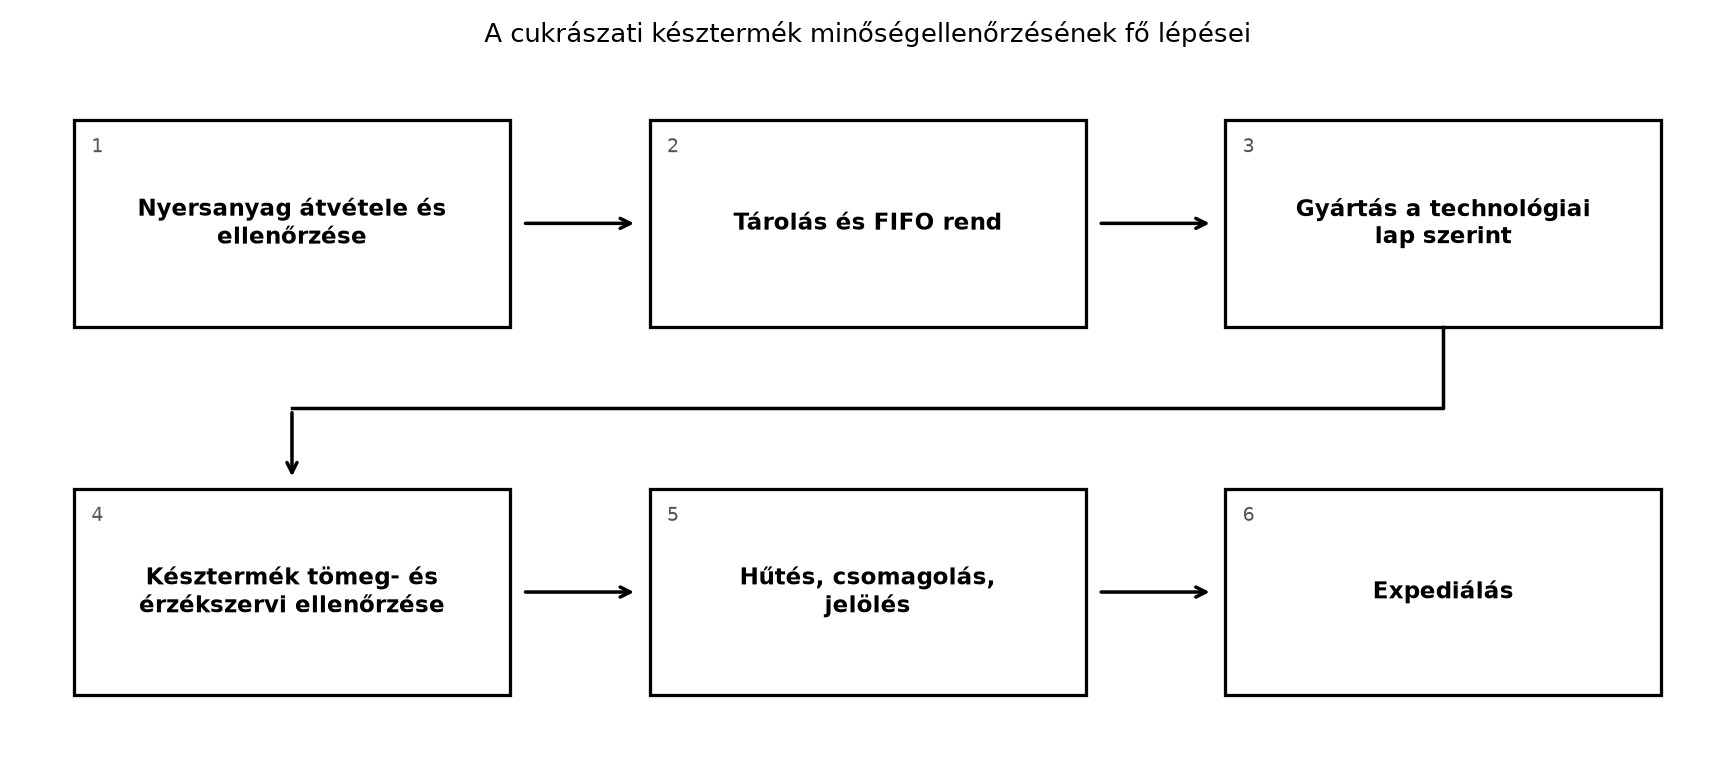 A cukrászati késztermék minőségellenőrzésének fő lépései
1
Nyersanyag átvétele és
ellenőrzése
2
Tárolás és FIFO rend
3
Gyártás a technológiai
lap szerint
4
Késztermék tömeg- és
érzékszervi ellenőrzése
5
Hűtés, csomagolás,
jelölés
6
Expediálás